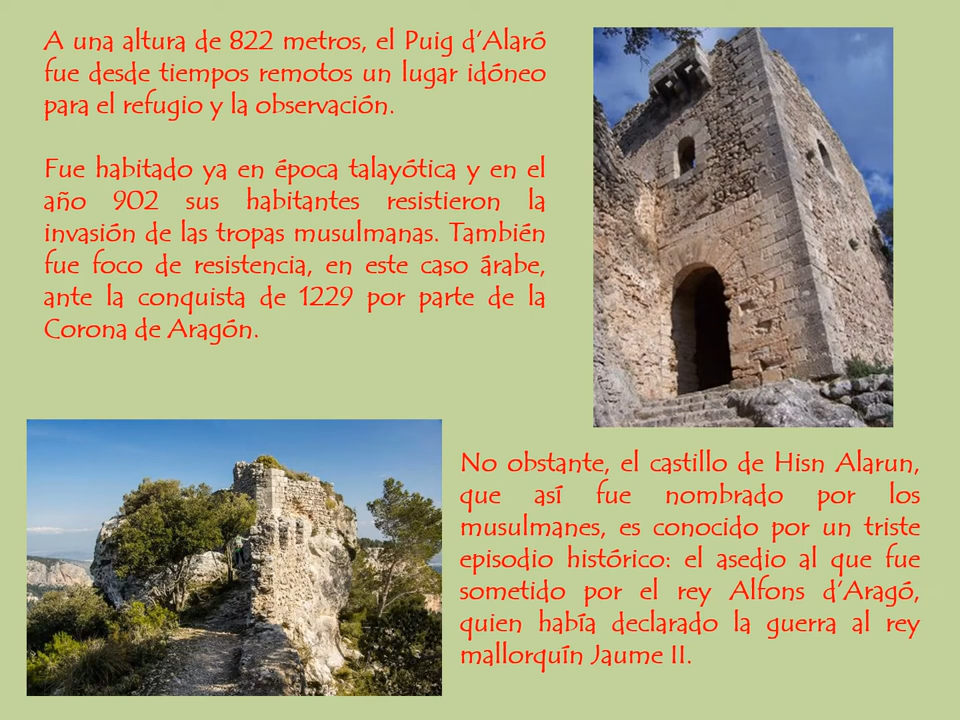 A una altura de 822 metros, el Puig d'Alaró
fue desde tiempos remotos un lugar idóneo
para el refugio y la observación.
Fue habitado ya en época talayótica y en el
año 902 sus habitantes resistieron la
invasión de las tropas musulmanas. También
fue foco de resistencia, en este caso árabe,
ante la conquista de 1229 por parte de la
Corona de Aragón.
No obstante, el castillo de Hisn Alarun,
que así fue nombrado por los
musulmanes, es conocido por un triste
episodio histórico: el asedio al que fue
sometido por el rey Alfons d'Aragó,
quien había declarado la guerra al rey
mallorquín Jaume II.